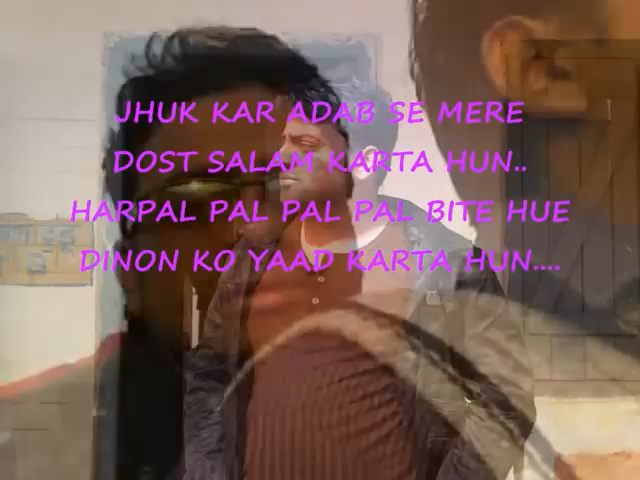 JHUK KAR ADAB SE MERE
DOST SALAM KARTA HUN..
HARPAL PAL PAL PAL BITE HUE
DINON KO YAAD KARTA HUN....